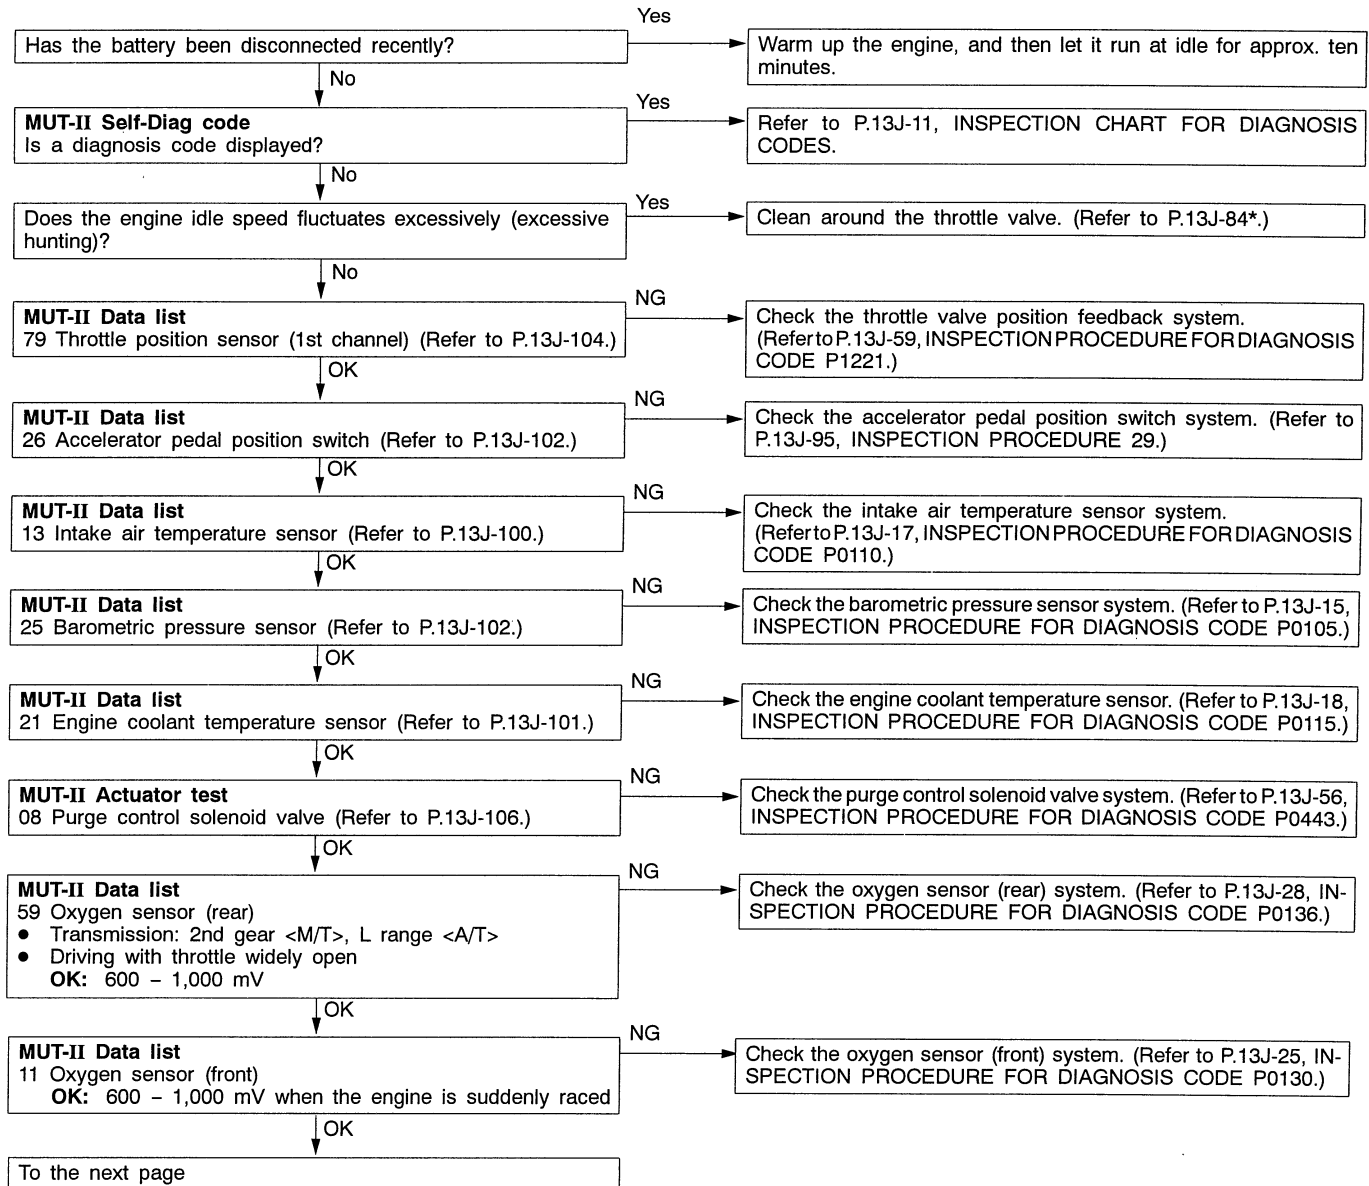 Yes
Has the battery been disconnected recently?
Warm up the engine, and then let it run at idle for approx. ten
minutes.
No
Yes
MUT-II Self-Diag code
Is a diagnosis code displayed?
Refer to P.13J-11, INSPECTION CHART FOR DIAGNOSIS
CODES.
No
Yes
Does the engine idle speed fluctuates excessively (excessive
hunting)?
Clean around the throttle valve. (Refer to P.13J-84*.)
No
NG
MUT-II Data list
79 Throttle position sensor (1st channel) (Refer to P.13J-104.)
Check the throttle valve position feedback system.
(Refer to P.13J-59, INSPECTION PROCEDURE FOR DIAGNOSIS
CODE P1221.)
OK
NG
MUT-II Data list
26 Accelerator pedal position switch (Refer to P.13J-102.)
Check the accelerator pedal position switch system. (Refer to
P.13J-95, INSPECTION PROCEDURE 29.)
OK
NG
MUT-II Data list
13 Intake air temperature sensor (Refer to P.13J-100.)
Check the intake air temperature sensor system.
(Refer to P.13J-17, INSPECTION PROCEDURE FOR DIAGNOSIS
CODE P0110.)
OK
NG
MUT-II Data list
25 Barometric pressure sensor (Refer to P.13J-102.)
Check the barometric pressure sensor system. (Refer to P.13J-15,
INSPECTION PROCEDURE FOR DIAGNOSIS CODE P0105.)
OK
NG
MUT-II Data list
21 Engine coolant temperature sensor (Refer to P.13J-101.)
Check the engine coolant temperature sensor. (Refer to P.13J-18,
INSPECTION PROCEDURE FOR DIAGNOSIS CODE P0115.)
OK
NG
MUT-II Actuator test
08 Purge control solenoid valve (Refer to P.13J-106.)
Check the purge control solenoid valve system. (Refer to P.13J-56,
INSPECTION PROCEDURE FOR DIAGNOSIS CODE P0443.)
OK
NG
MUT-II Data list
59 Oxygen sensor (rear)
● Transmission: 2nd gear <M/T>, L range <A/T>
● Driving with throttle widely open
OK: 600 – 1,000 mV
Check the oxygen sensor (rear) system. (Refer to P.13J-28, IN-
SPECTION PROCEDURE FOR DIAGNOSIS CODE P0136.)
OK
NG
MUT-II Data list
11 Oxygen sensor (front)
OK: 600 – 1,000 mV when the engine is suddenly raced
Check the oxygen sensor (front) system. (Refer to P.13J-25, IN-
SPECTION PROCEDURE FOR DIAGNOSIS CODE P0130.)
OK
To the next page